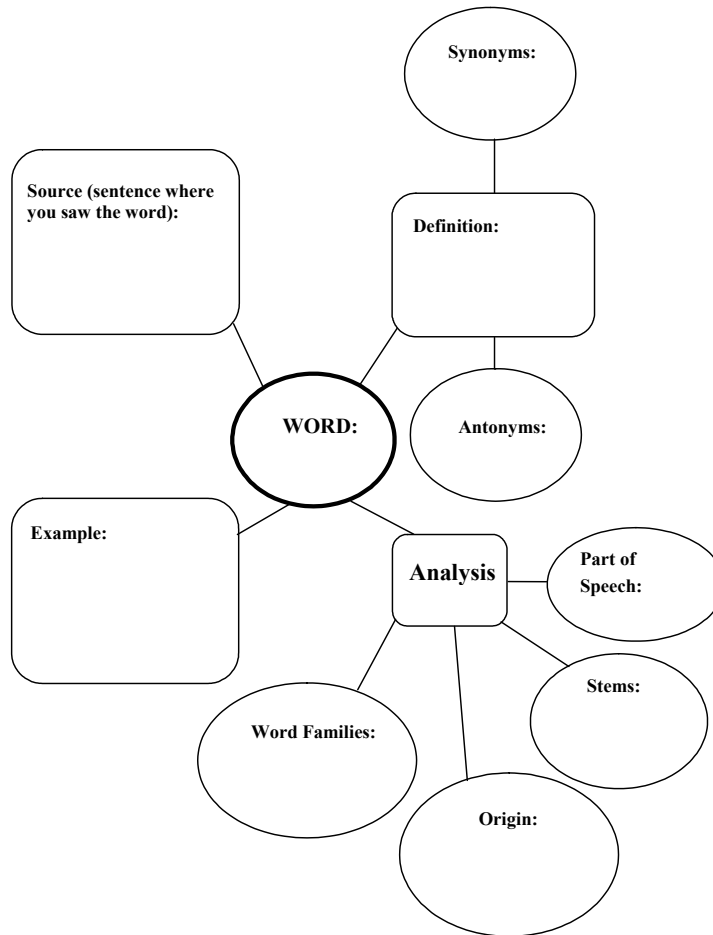 Synonyms:
Source (sentence where
you saw the word):
Definition:
WORD:
Antonyms:
Example:
Analysis
Part of
Speech:
Stems:
Word Families:
Origin: